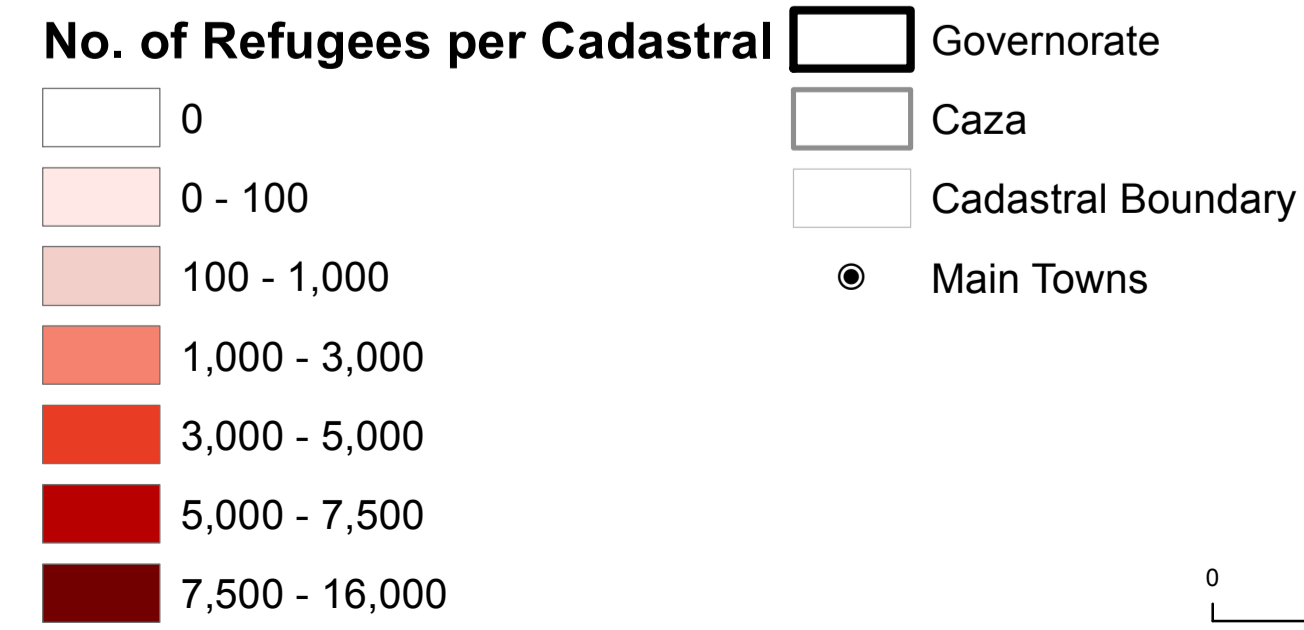 No. of Refugees per Cadastral
0
0 - 100
100 - 1,000
1,000 - 3,000
3,000 - 5,000
5,000 - 7,500
7,500 - 16,000
Governorate
Caza
Cadastral Boundary
Main Towns
0